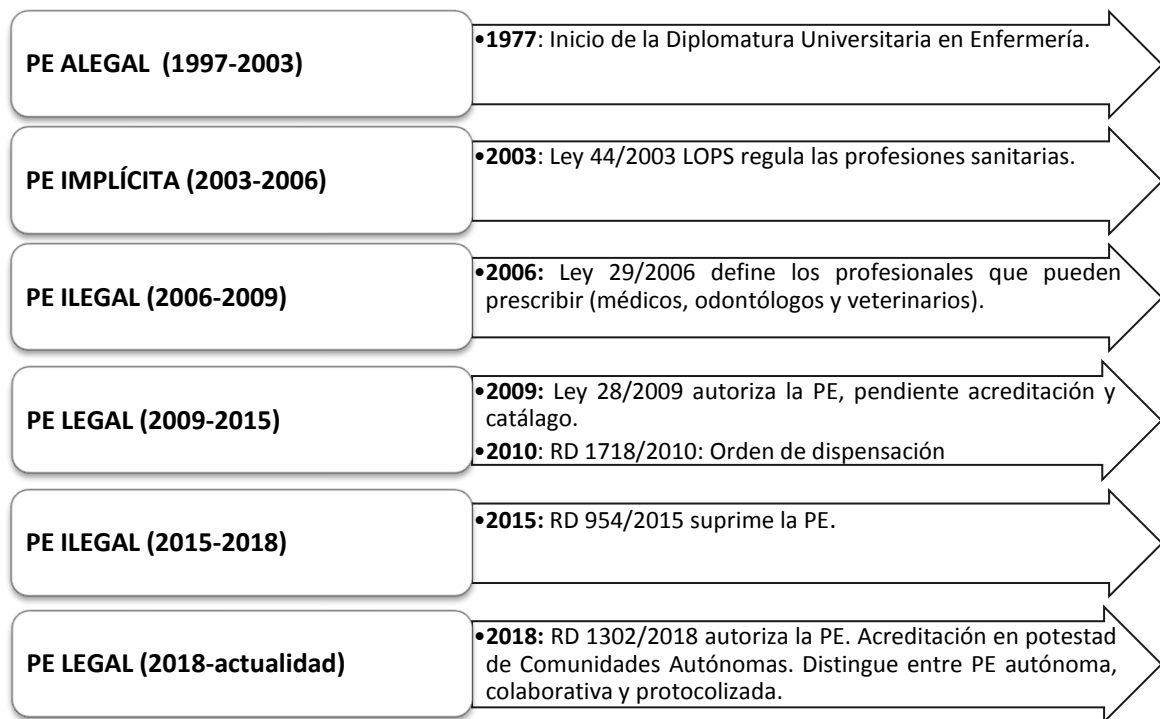 PE ALEGAL (1997-2003)
•1977: Inicio de la Diplomatura Universitaria en Enfermería.
PE IMPLÍCITA (2003-2006)
•2003: Ley 44/2003 LOPS regula las profesiones sanitarias.
PE ILEGAL (2006-2009)
•2006: Ley 29/2006 define los profesionales que pueden
prescribir (médicos, odontólogos y veterinarios).
PE LEGAL (2009-2015)
•2009: Ley 28/2009 autoriza la PE, pendiente acreditación y
catálago.
•2010: RD 1718/2010: Orden de dispensación
PE ILEGAL (2015-2018)
•2015: RD 954/2015 suprime la PE.
PE LEGAL (2018-actualidad)
•2018: RD 1302/2018 autoriza la PE. Acreditación en potestad
de Comunidades Autónomas. Distingue entre PE autónoma,
colaborativa y protocolizada.